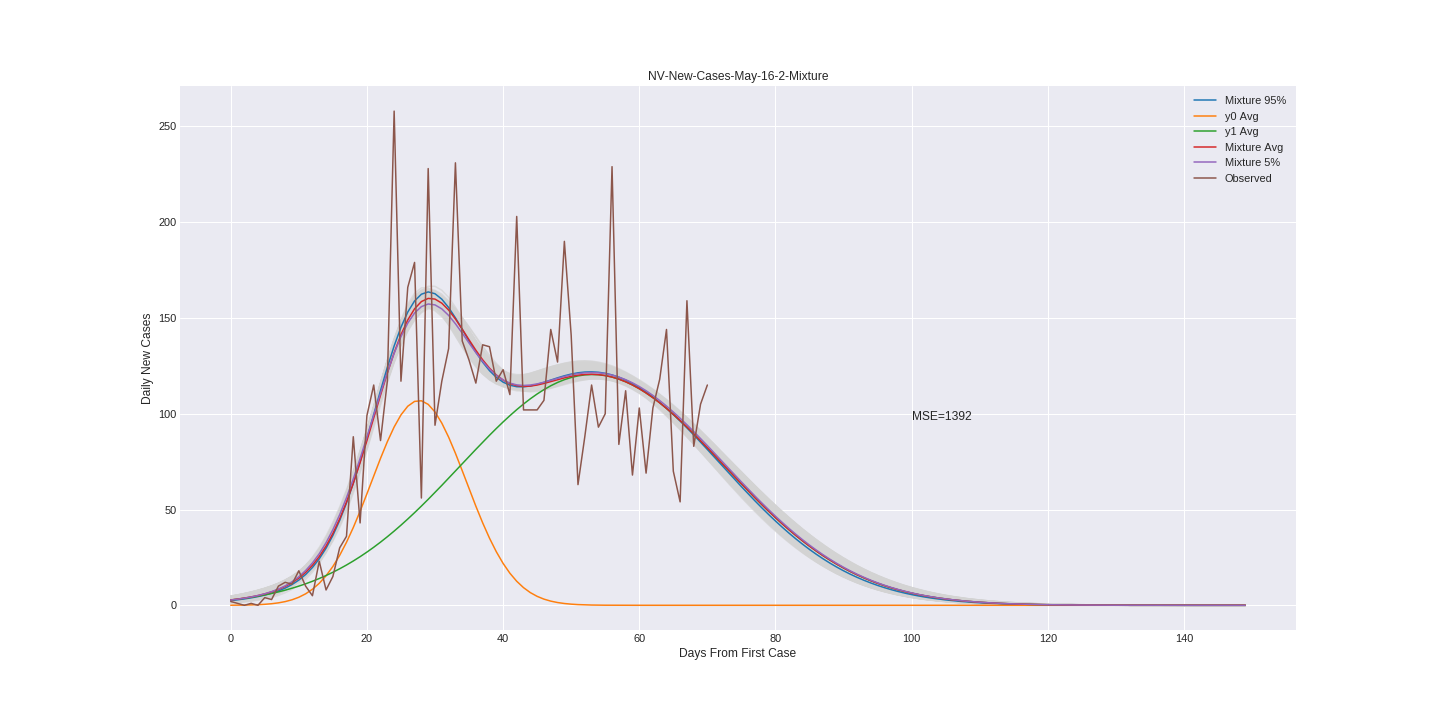 NV-New-Cases-May-16-2-Mixture
Mixture 95%
y0 Avg
y1 Avg
Mixture Avg
Mixture 5%
Observed
Daily New Cases
250
200
150
100
50
0
MSE=1392
0 20 40 60 80 100 120 140
Days From First Case